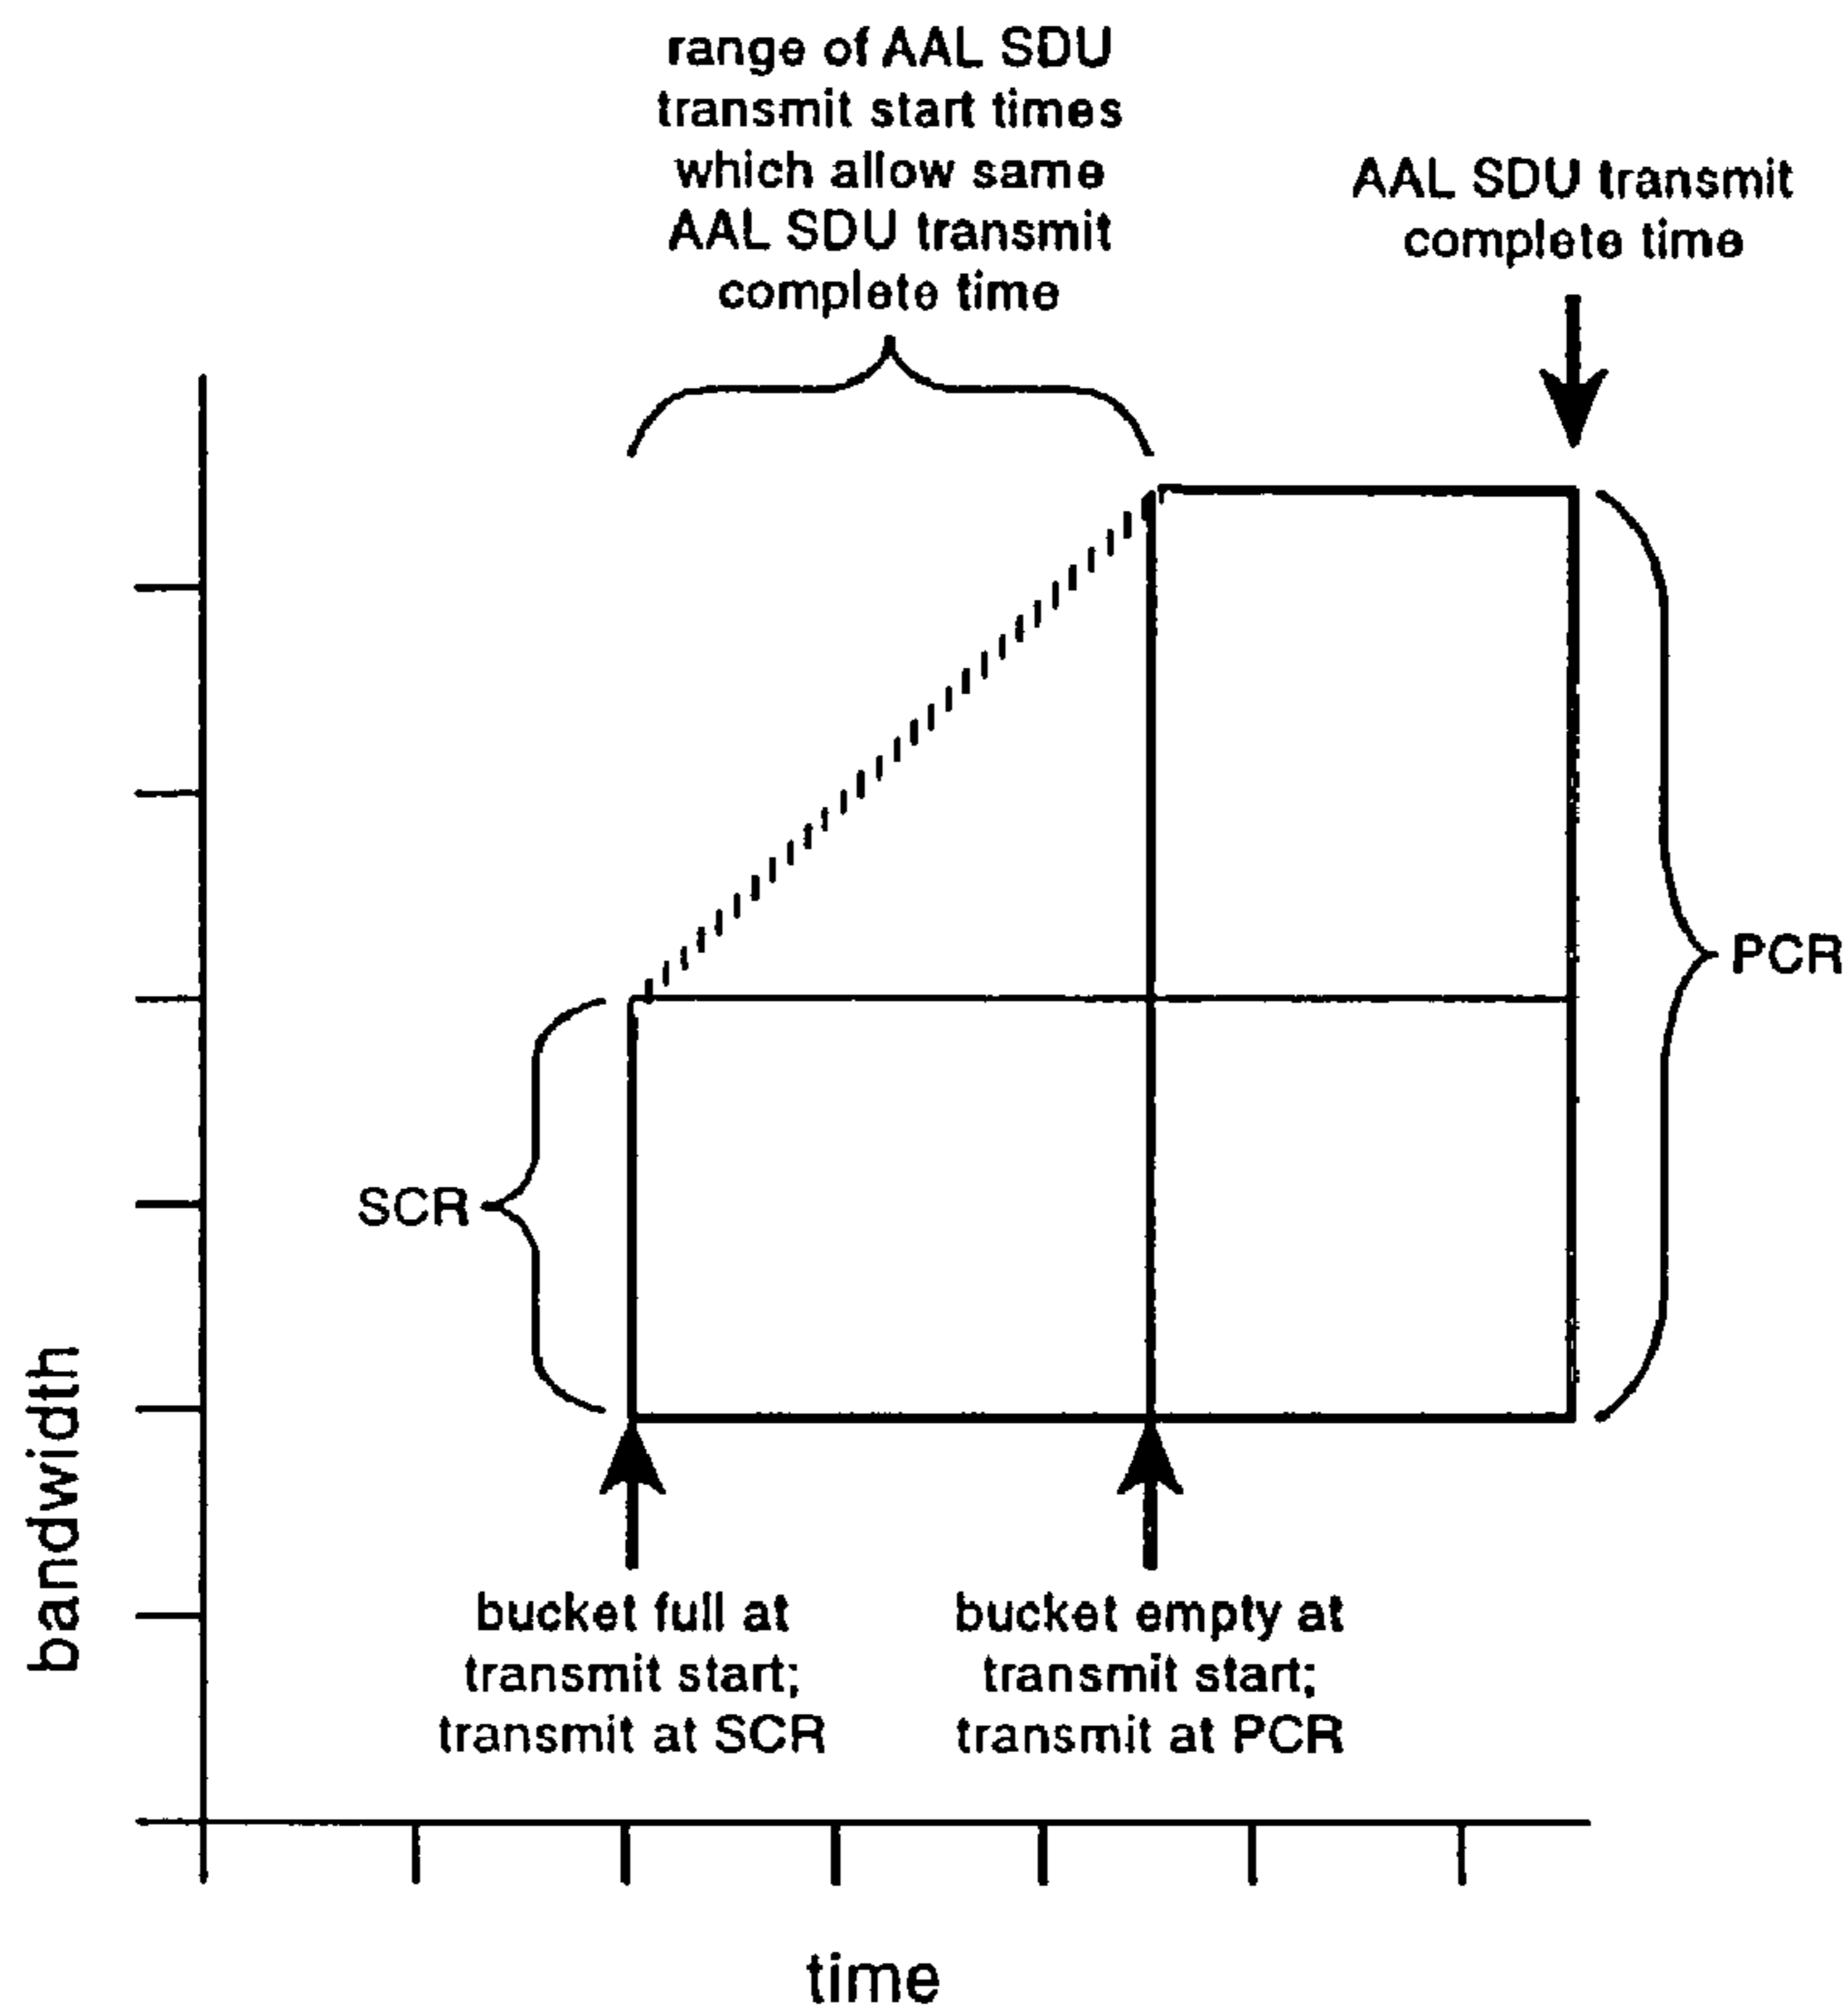 range of AAL SDU
transmit start times
which allow same
AAL SDU transmit
complete time
AAL SDU transmit
complete time
PCR
SCR
bandwidth
bucket full at
transmit start;
transmit at SCR
bucket empty at
transmit start;
transmit at PCR
time